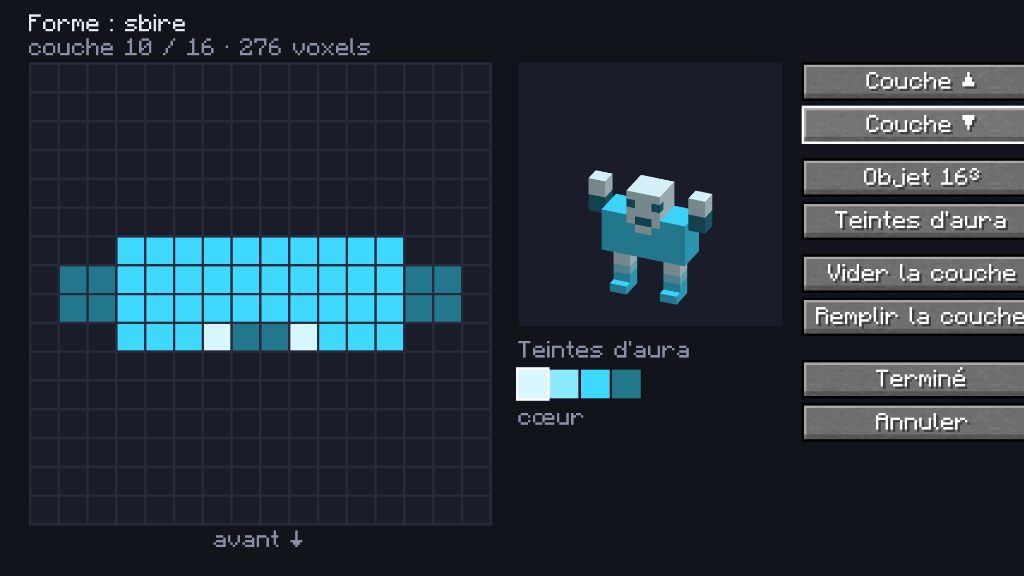 Forme : sbire
couche 10 / 16 · 276 voxels
Couche ▲
Couche ▼
Objet 16³
Teintes d'aura
Vider la couche
Remplir la couche
Terminé
Annuler
Teintes d'aura
cœur
avant ↓